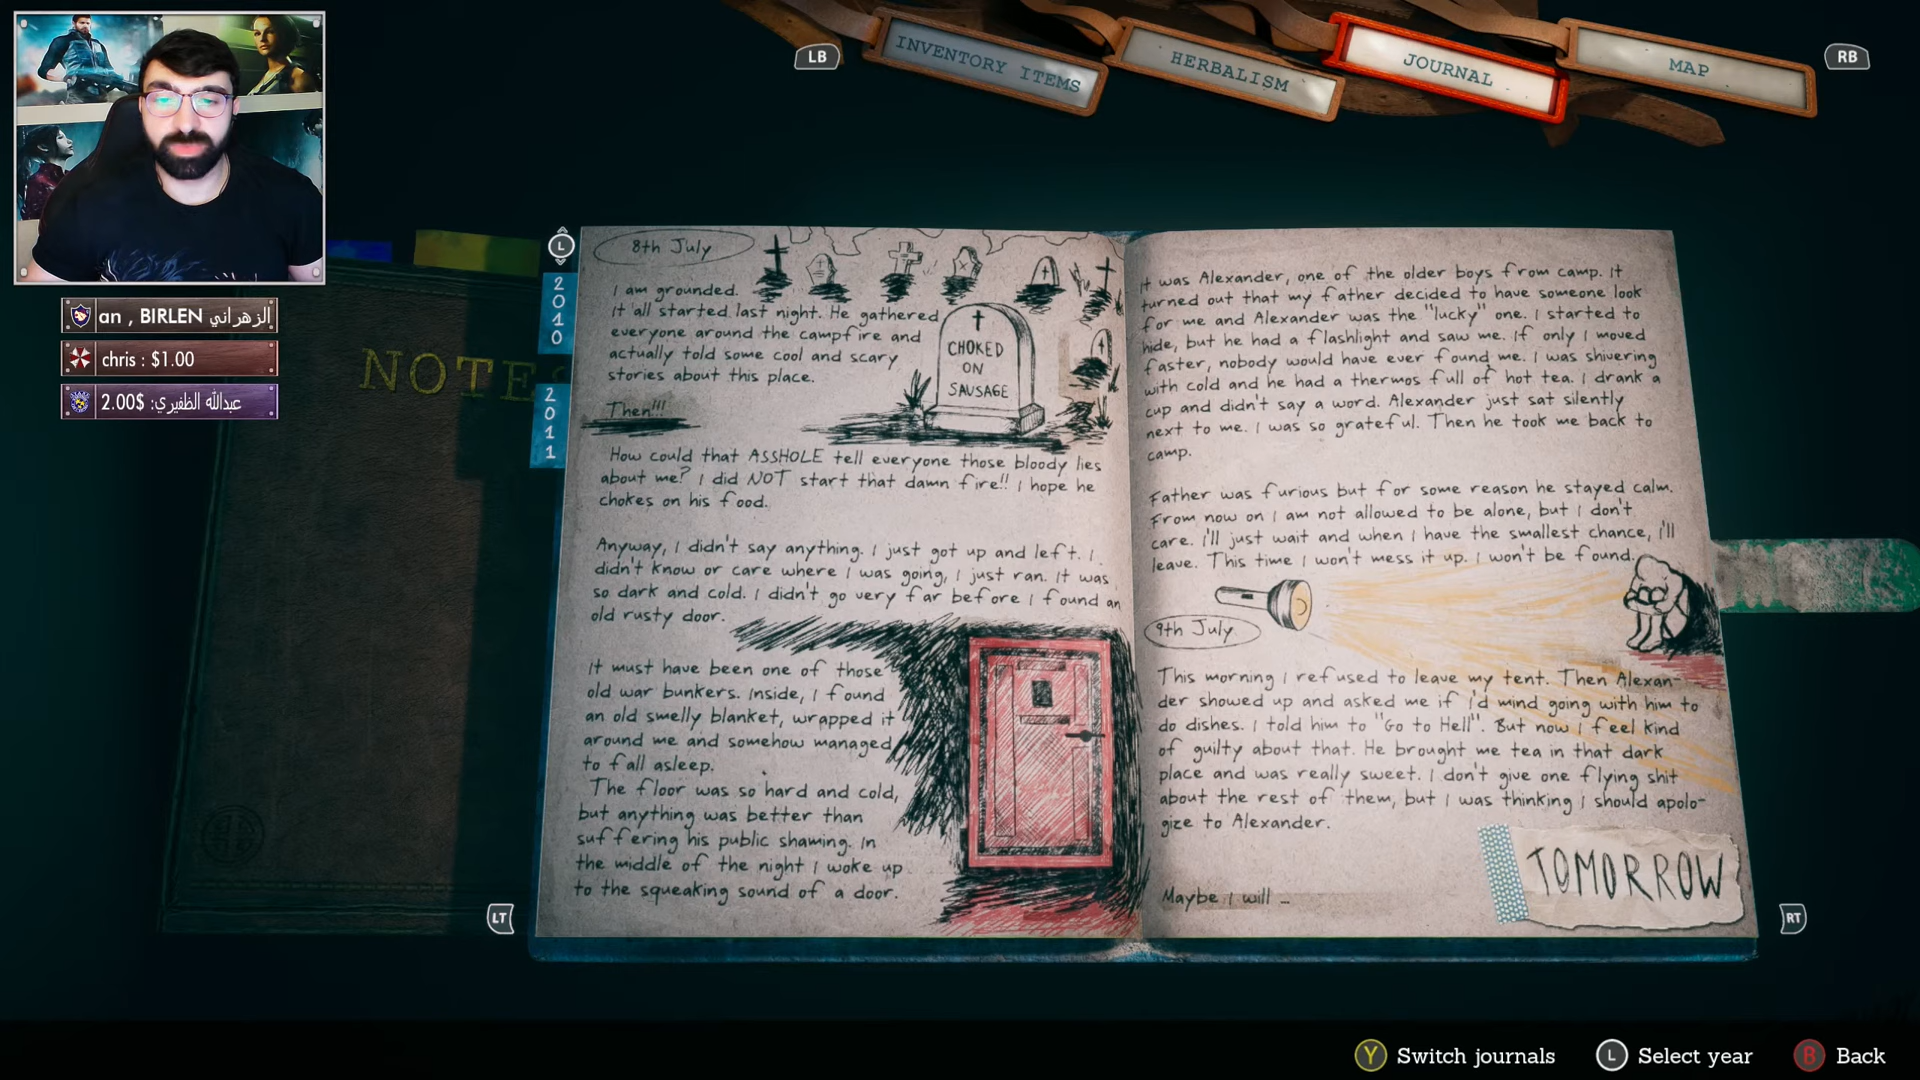 LB
INVENTORY ITEMS
HERBALISM
JOURNAL
MAP
RB
an , BIRLEN الزهراني
chris : $1.00
عبدالله الظفيري: $2.00
NOTE
L
2010
2011
8th July
I am grounded.
It all started last night. He gathered
everyone around the campfire and
actually told some cool and scary
stories about this place.
Then!!!
CHOKED
ON
SAUSAGE
How could that ASSHOLE tell everyone those bloody lies
about me? I did NOT start that damn fire!! I hope he
chokes on his food.
Anyway, I didn't say anything. I just got up and left. I
didn't know or care where I was going, I just ran. It was
so dark and cold. I didn't go very far before I found an
old rusty door.
It must have been one of those
old war bunkers. Inside, I found
an old smelly blanket, wrapped it
around me and somehow managed
to fall asleep.
The floor was so hard and cold,
but anything was better than
suffering his public shaming. In
the middle of the night I woke up
to the squeaking sound of a door.
It was Alexander, one of the older boys from camp. It
turned out that my father decided to have someone look
for me and Alexander was the "lucky" one. I started to
hide, but he had a flashlight and saw me. If only I moved
faster, nobody would have ever found me. I was shivering
with cold and he had a thermos full of hot tea. I drank a
cup and didn't say a word. Alexander just sat silently
next to me. I was so grateful. Then he took me back to
camp.
Father was furious but for some reason he stayed calm.
From now on I am not allowed to be alone, but I don't
care. I'll just wait and when I have the smallest chance, I'll
leave. This time I won't mess it up. I won't be found.
9th July
This morning I refused to leave my tent. Then Alexan-
der showed up and asked me if I'd mind going with him to
do dishes. I told him to "Go to Hell". But now I feel kind
of guilty about that. He brought me tea in that dark
place and was really sweet. I don't give one flying shit
about the rest of them, but I was thinking I should apolo-
gize to Alexander.
Maybe I will _
TOMORROW
LT
RT
Y Switch journals
L Select year
B Back